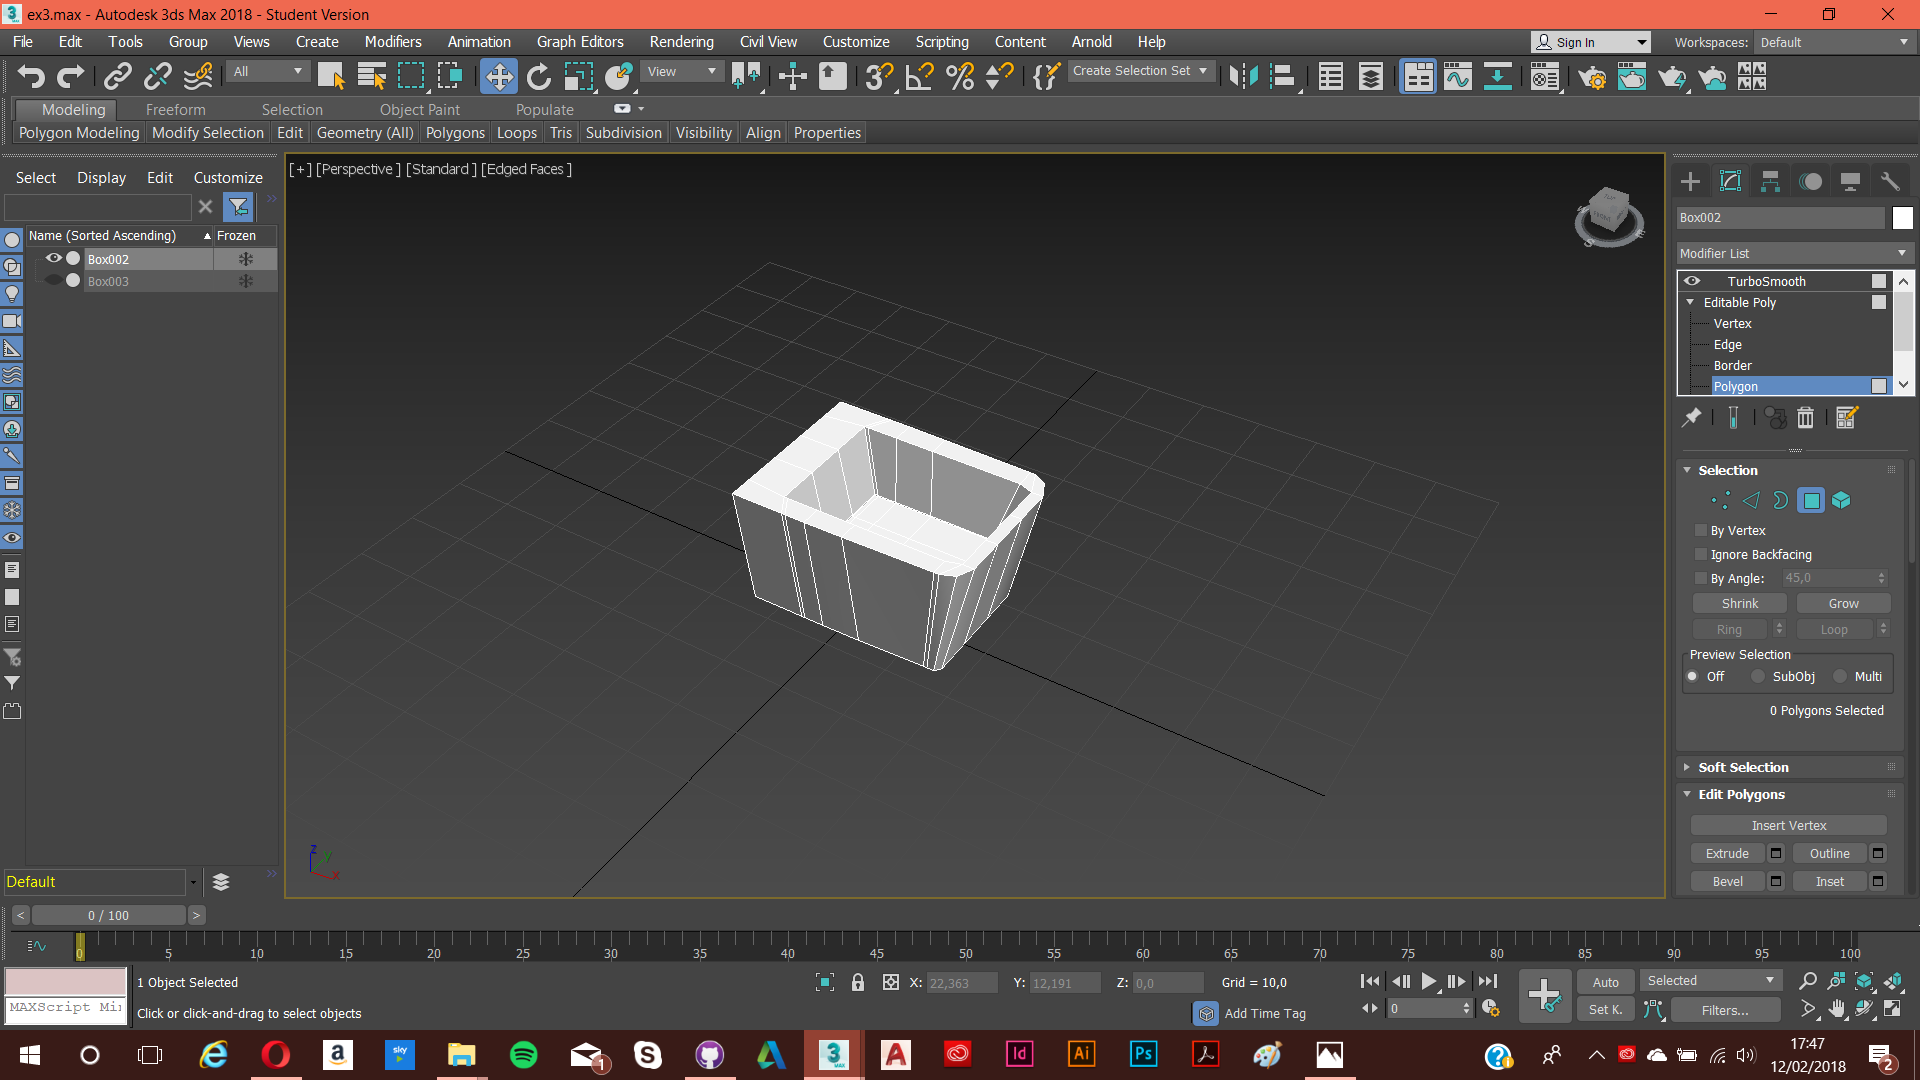 ex3.max - Autodesk 3ds Max 2018 - Student Version
File Edit Tools Group Views Create Modifiers Animation Graph Editors Rendering Civil View Customize Scripting Content Arnold Help
Sign In Workspaces: Default
All View Create Selection Set
Modeling Freeform Selection Object Paint Populate
Polygon Modeling Modify Selection Edit Geometry (All) Polygons Loops Tris Subdivision Visibility Align Properties
Select Display Edit Customize
Name (Sorted Ascending) Frozen
Box002
Box003
[+] [Perspective] [Standard] [Edged Faces]
Box002
Modifier List
TurboSmooth
Editable Poly
Vertex
Edge
Border
Polygon
Selection
By Vertex
Ignore Backfacing
By Angle: 45,0
Shrink Grow
Ring Loop
Preview Selection
Off SubObj Multi
0 Polygons Selected
Soft Selection
Edit Polygons
Insert Vertex
Extrude Outline
Bevel Inset
z y x
Default
< 0 / 100 >
0 5 10 15 20 25 30 35 40 45 50 55 60 65 70 75 80 85 90 95 100
1 Object Selected X: 22,363 Y: 12,191 Z: 0,0 Grid = 10,0 Auto Selected
MAXScript Mi Click or click-and-drag to select objects Add Time Tag 0 Set K. Filters...
17:47
12/02/2018